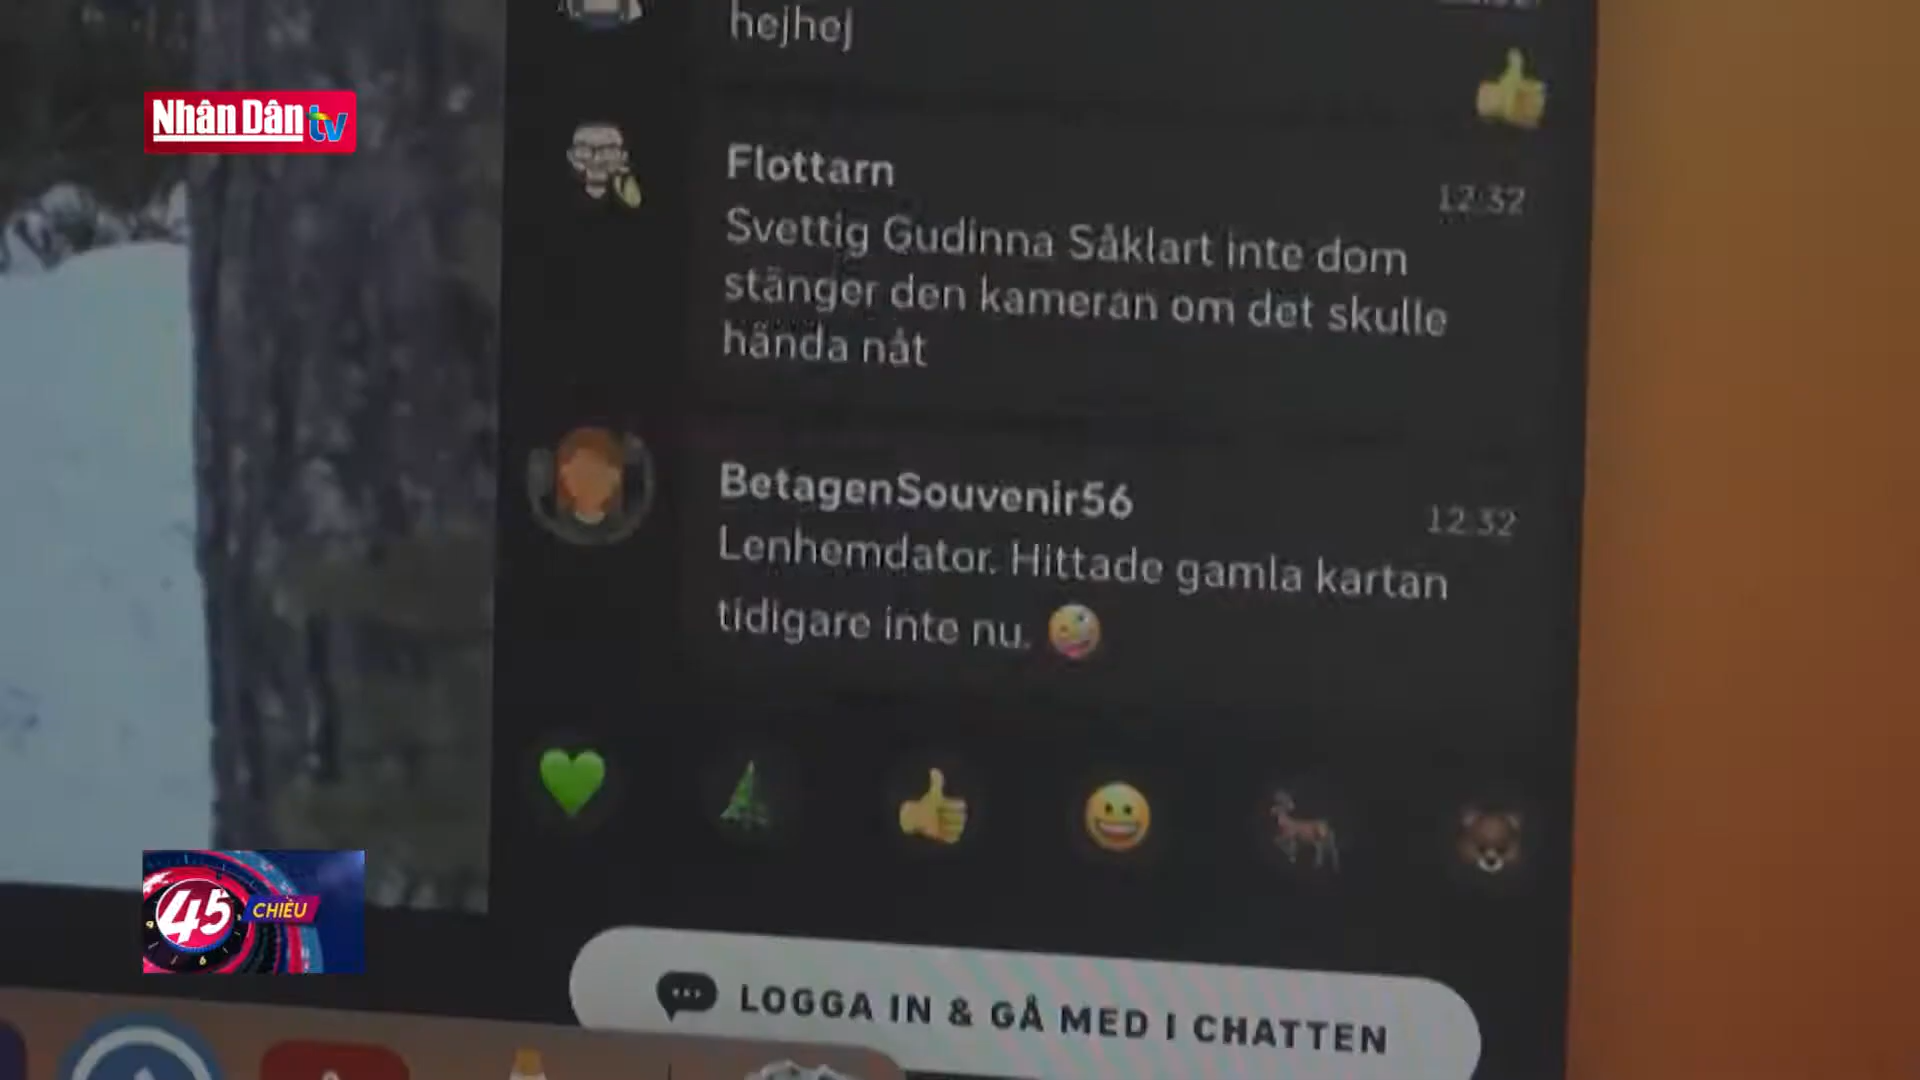 hejhej
Nhân Dân tv
Flottarn
12:32
Svettig Gudinna Såklart inte dom
stänger den kameran om det skulle
hända nåt
BetagenSouvenir56
12:32
Lenhemdator. Hittade gamla kartan
tidigare inte nu.
45
CHIỀU
LOGGA IN & GÅ MED I CHATTEN